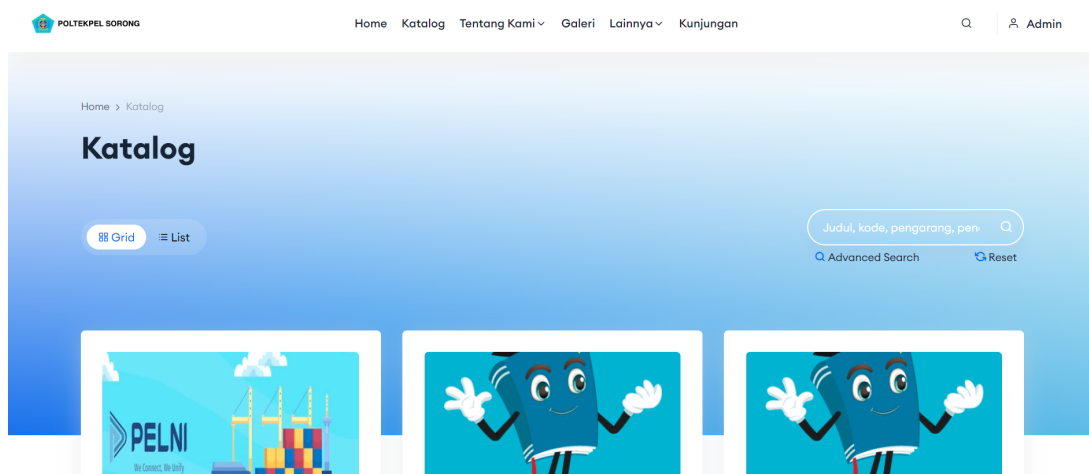 POLTEKPEL SORONG
Home Katalog Tentang Kami Galeri Lainnya Kunjungan
Admin
Home > Katalog
Katalog
Grid
List
Judul, kode, pengarang, pen
Advanced Search
Reset
PELNI
We Connect, We Unify